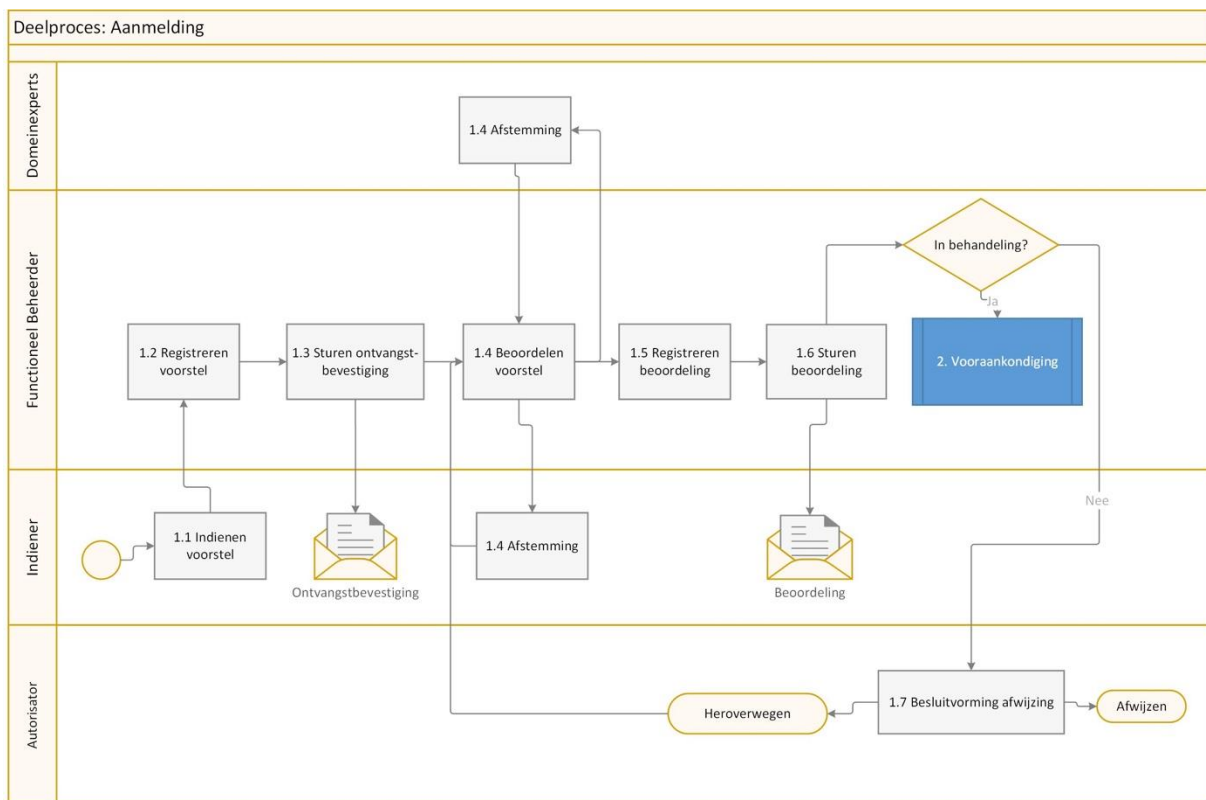 Deelproces: Aanmelding
Domeinexperts
1.4 Afstemming
Functioneel Beheerder
In behandeling?
Ja
1.2 Registreren
voorstel
1.3 Sturen ontvangst-
bevestiging
1.4 Beoordelen
voorstel
1.5 Registreren
beoordeling
1.6 Sturen
beoordeling
2. Vooraankondiging
Nee
Indiener
1.1 Indienen
voorstel
Ontvangstbevestiging
1.4 Afstemming
Beoordeling
Autorisator
Heroverwegen
1.7 Besluitvorming afwijzing
Afwijzen